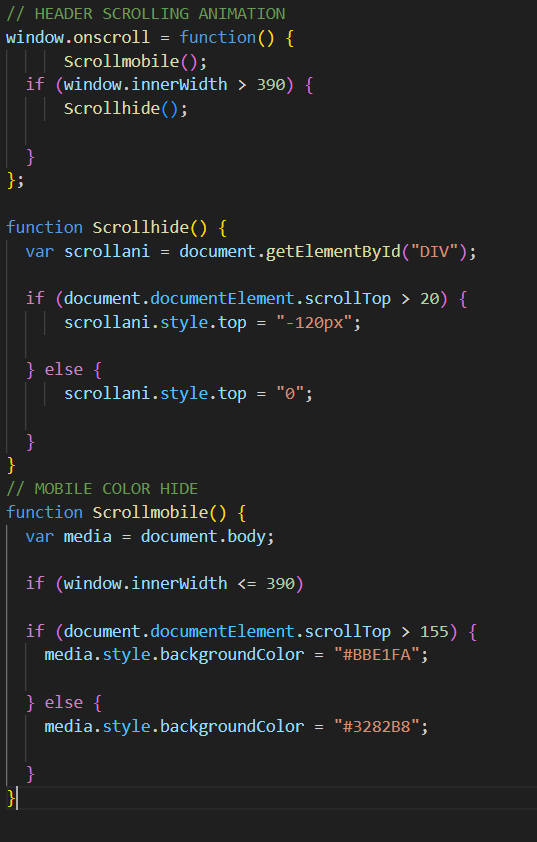 // HEADER SCROLLING ANIMATION
window.onscroll = function() {
Scrollmobile();
if (window.innerWidth > 390) {
Scrollhide();
}
};
function Scrollhide() {
var scrollani = document.getElementById("DIV");
if (document.documentElement.scrollTop > 20) {
scrollani.style.top = "-120px";
} else {
scrollani.style.top = "0";
}
}
// MOBILE COLOR HIDE
function Scrollmobile() {
var media = document.body;
if (window.innerWidth <= 390)
if (document.documentElement.scrollTop > 155) {
media.style.backgroundColor = "#BBE1FA";
} else {
media.style.backgroundColor = "#3282B8";
}
}